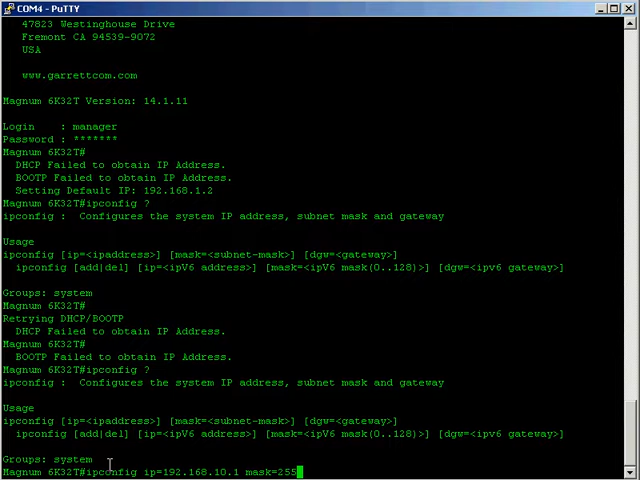 COM4 - PuTTY
47823 Westinghouse Drive
Fremont CA 94539-9072
USA
www.garrettcom.com
Magnum 6K32T Version: 14.1.11
Login : manager
Password : *******
Magnum 6K32T#
DHCP Failed to obtain IP Address.
BOOTP Failed to obtain IP Address.
Setting Default IP: 192.168.1.2
Magnum 6K32T#ipconfig ?
ipconfig : Configures the system IP address, subnet mask and gateway
Usage
ipconfig [ip=<ipaddress>] [mask=<subnet-mask>] [dgw=<gateway>]
ipconfig [add|del] [ip=<ipV6 address>] [mask=<ipV6 mask(0..128)>] [dgw=<ipv6 gateway>]
Groups: system
Magnum 6K32T#
Retrying DHCP/BOOTP
DHCP Failed to obtain IP Address.
Magnum 6K32T#
BOOTP Failed to obtain IP Address.
Magnum 6K32T#ipconfig ?
ipconfig : Configures the system IP address, subnet mask and gateway
Usage
ipconfig [ip=<ipaddress>] [mask=<subnet-mask>] [dgw=<gateway>]
ipconfig [add|del] [ip=<ipV6 address>] [mask=<ipV6 mask(0..128)>] [dgw=<ipv6 gateway>]
Groups: system
Magnum 6K32T#ipconfig ip=192.168.10.1 mask=255